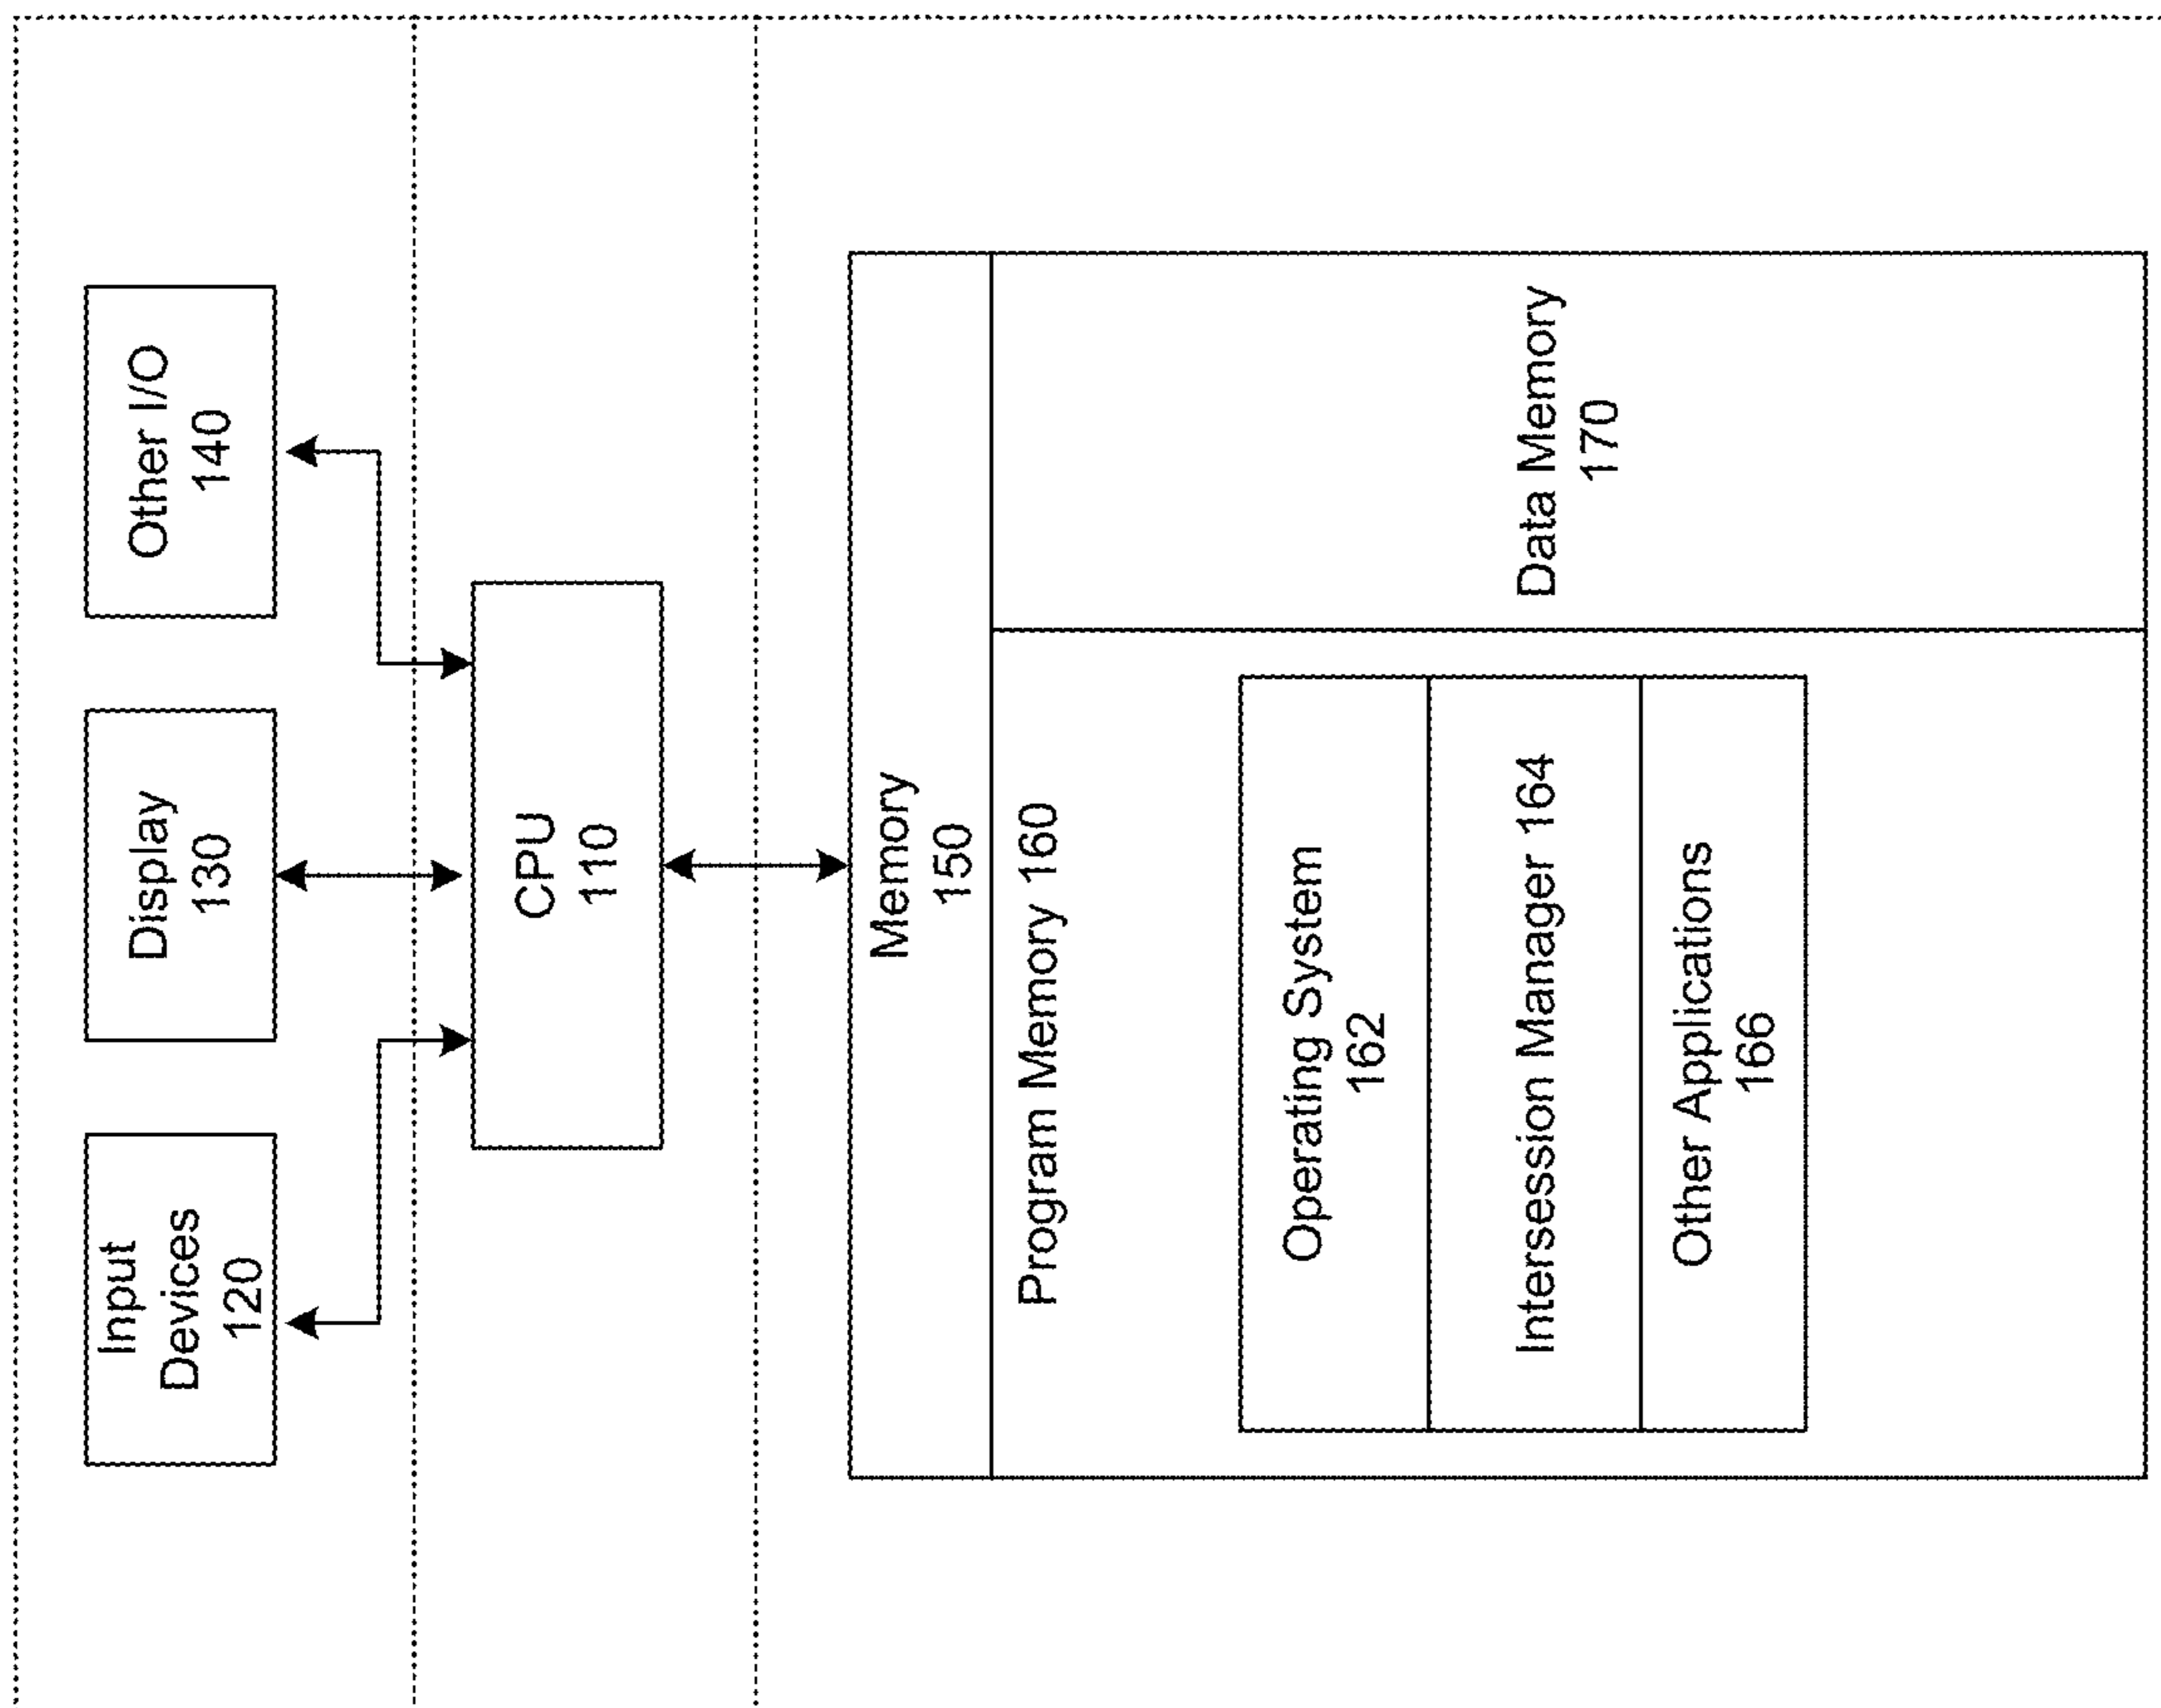 Input
Devices
120
Display
130
Other I/O
140
CPU
110
Memory
150
Program Memory 160
Operating System
162
Intersession Manager 164
Other Applications
166
Data Memory
170